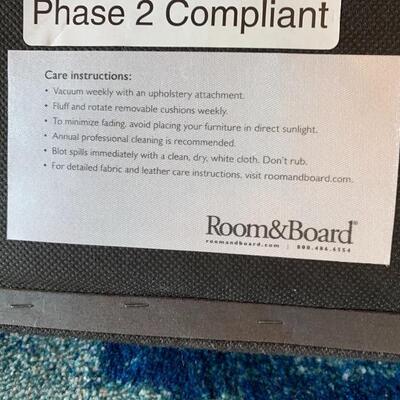 Phase 2 Compliant
Care instructions:
• Vacuum weekly with an upholstery attachment.
• Fluff and rotate removable cushions weekly.
• To minimize fading, avoid placing your furniture in direct sunlight.
• Annual professional cleaning is recommended.
• Blot spills immediately with a clean, dry, white cloth. Don't rub.
• For detailed fabric and leather care instructions, visit roomandboard.com.
Room&Board®
roomandboard.com | 800.486.6554